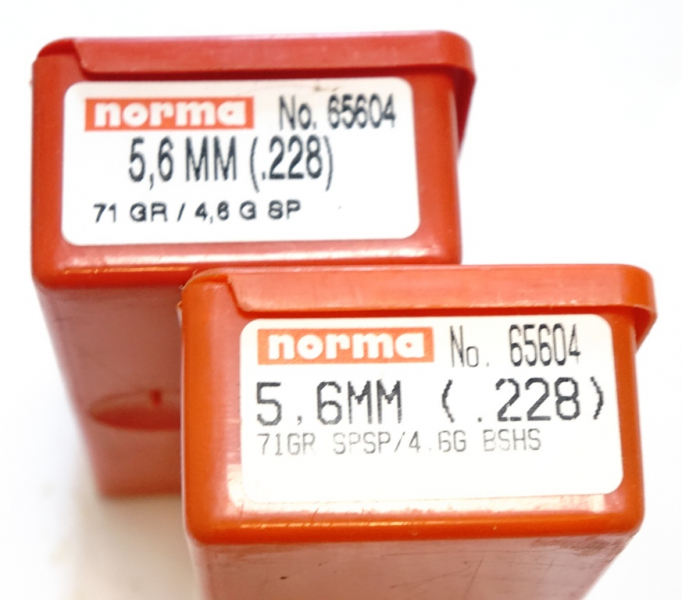 norma No. 65604
5,6 MM (.228)
71 GR / 4,6 G SP
norma No. 65604
5,6MM (.228)
71GR SPSP/4.6G BSHS